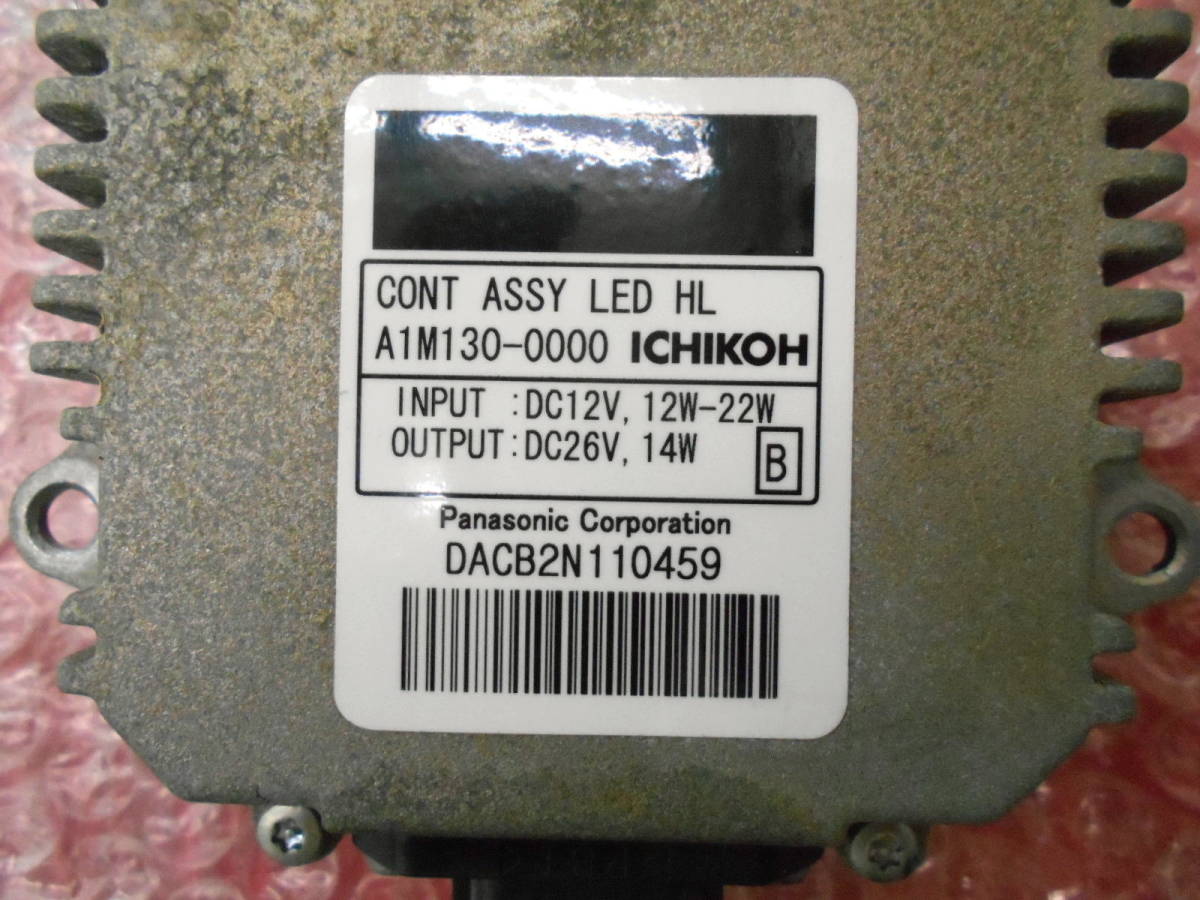 CONT ASSY LED HL
A1M130-0000 ICHIKOH
INPUT :DC12V, 12W-22W
OUTPUT:DC26V, 14W
B
Panasonic Corporation
DACB2N110459